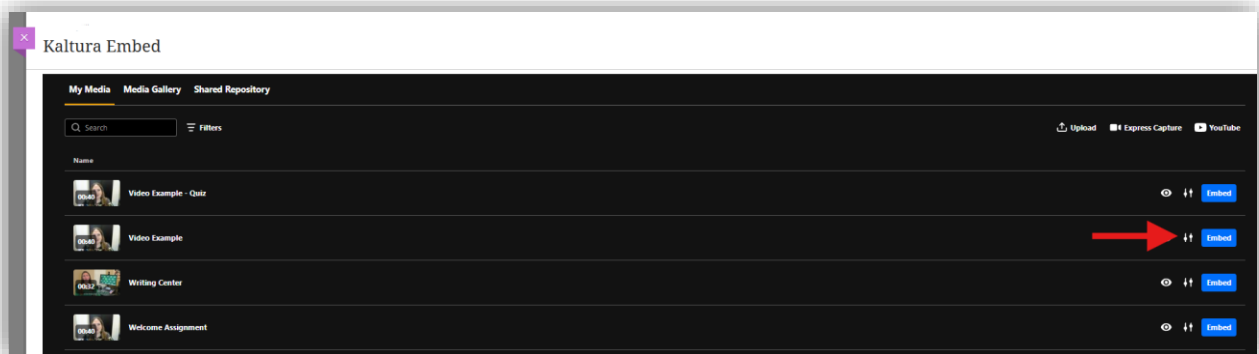 Kaltura Embed
My Media Media Gallery Shared Repository
Search Filters Upload Express Capture YouTube
Name
00:40 Video Example - Quiz Embed
00:40 Video Example Embed
00:32 Writing Center Embed
00:40 Welcome Assignment Embed